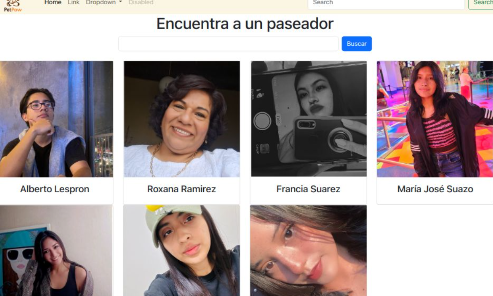 PetPaw
Home Link Dropdown Disabled Search Search
Encuentra a un paseador
Buscar
Alberto Lespron Roxana Ramirez Francia Suarez María José Suazo